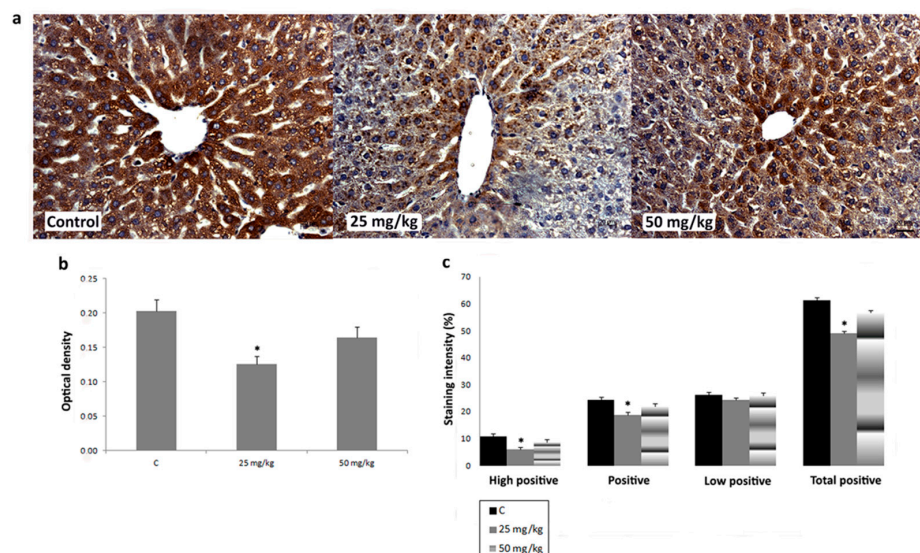 a
Control
25 mg/kg
50 mg/kg
b
Optical density
0.25
0.20
0.15
0.10
0.05
0.00
*
C
25 mg/kg
50 mg/kg
c
Staining intensity (%)
70
60
50
40
30
20
10
0
*
*
*
High positive
Positive
Low positive
Total positive
C
25 mg/kg
50 mg/kg